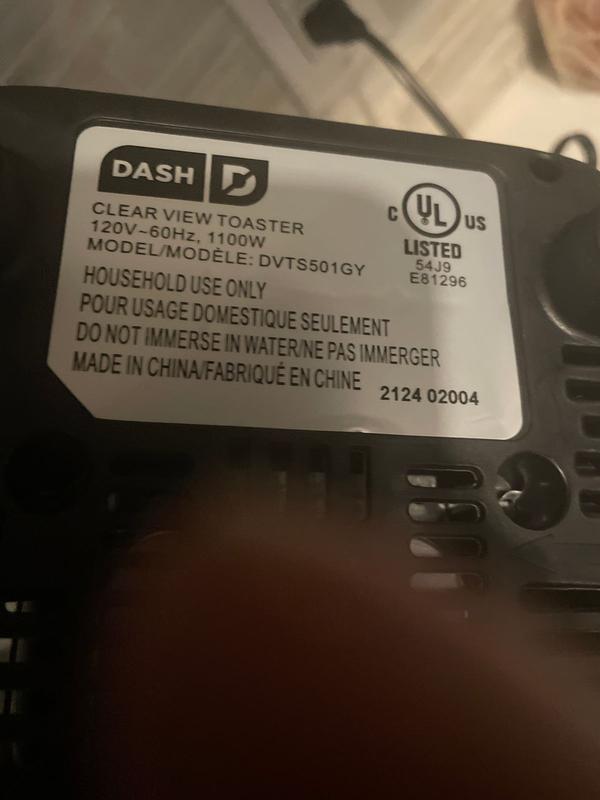 DASH D
CLEAR VIEW TOASTER
120V~60Hz, 1100W
MODEL/MODÈLE: DVTS501GY
C UL® US
LISTED
54J9
E81296
HOUSEHOLD USE ONLY
POUR USAGE DOMESTIQUE SEULEMENT
DO NOT IMMERSE IN WATER/NE PAS IMMERGER
MADE IN CHINA/FABRIQUÉ EN CHINE
2124 02004